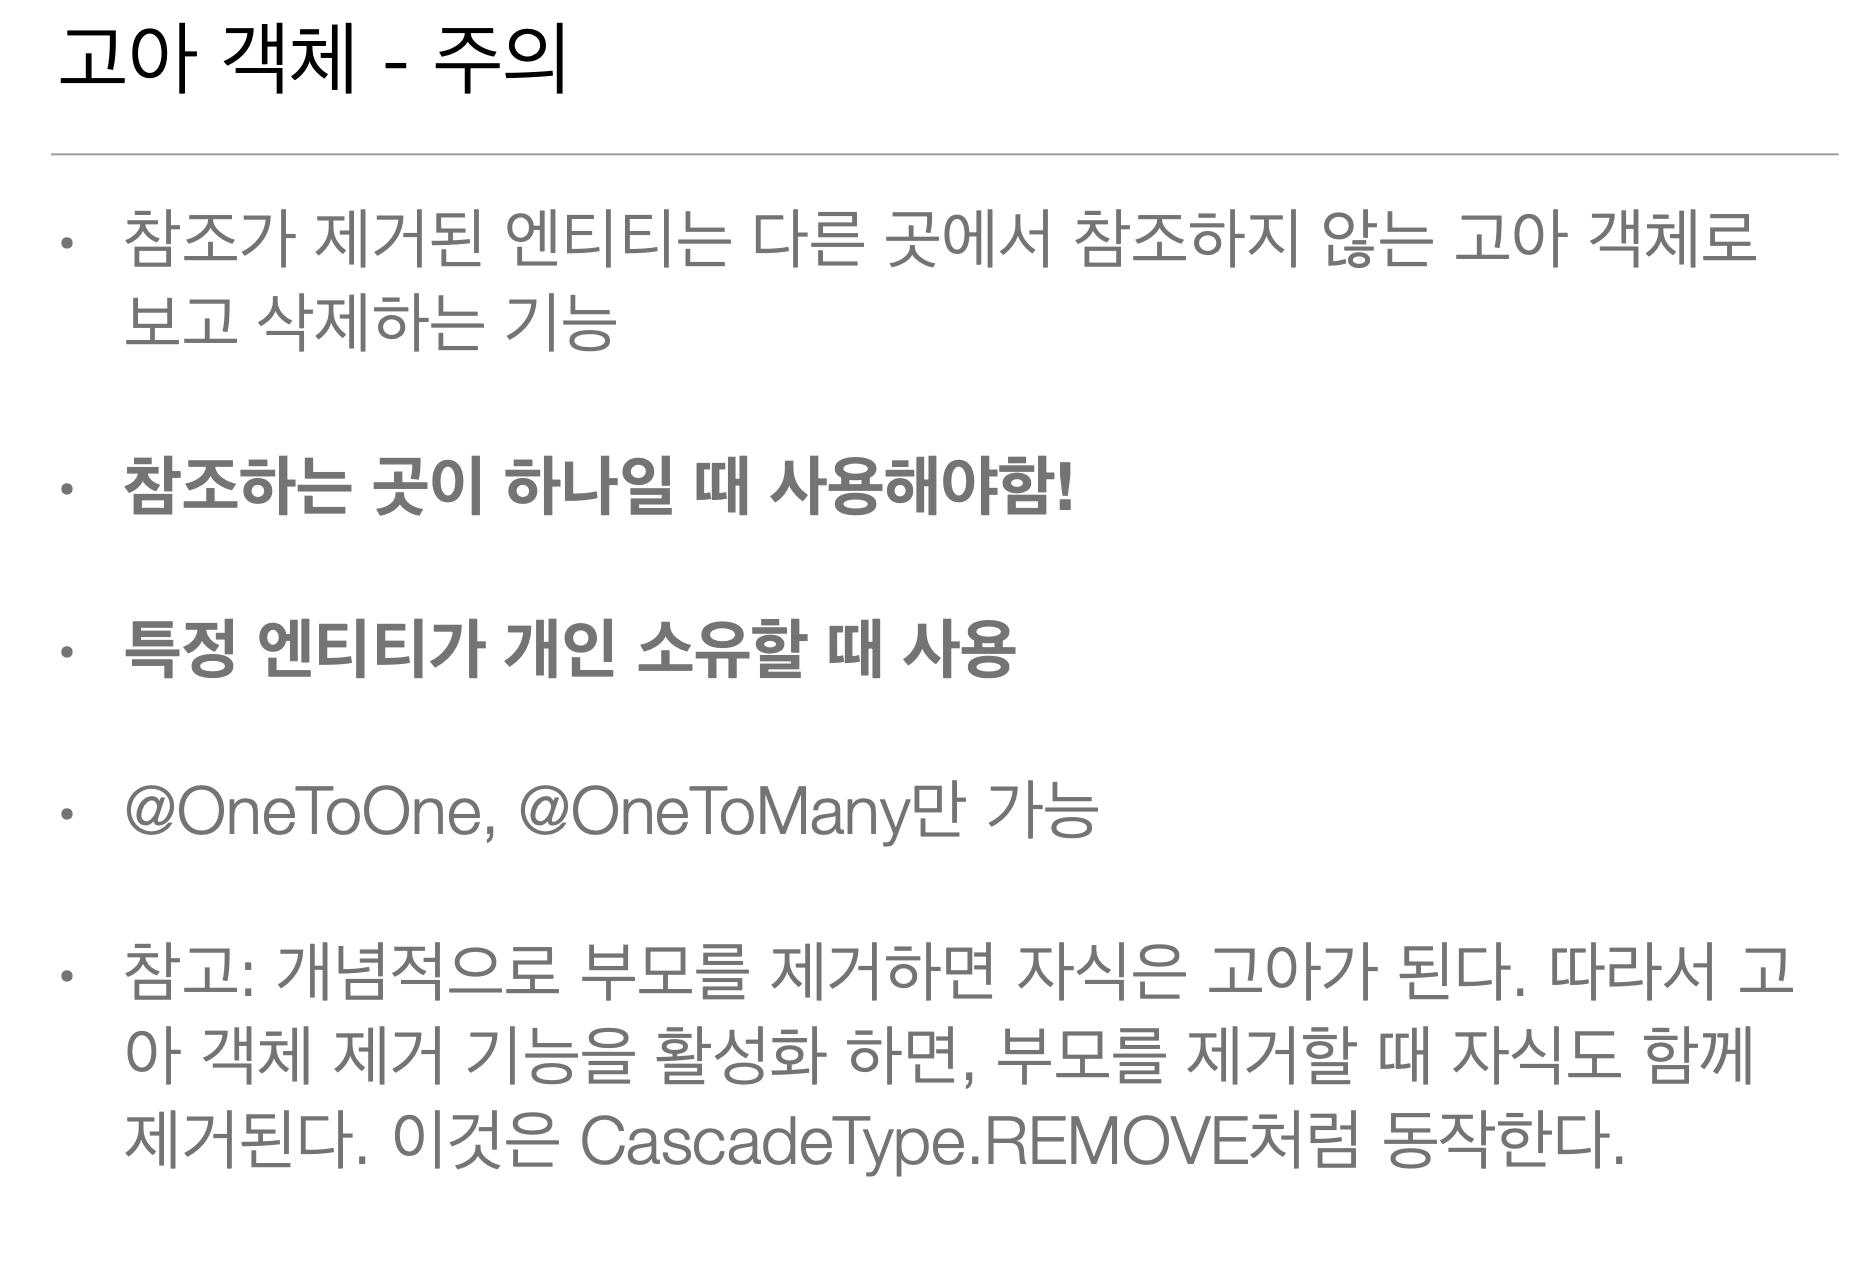 고아 객체 - 주의
• 참조가 제거된 엔티티는 다른 곳에서 참조하지 않는 고아 객체로
보고 삭제하는 기능
• 참조하는 곳이 하나일 때 사용해야함!
• 특정 엔티티가 개인 소유할 때 사용
• @OneToOne, @OneToMany만 가능
• 참고: 개념적으로 부모를 제거하면 자식은 고아가 된다. 따라서 고
아 객체 제거 기능을 활성화 하면, 부모를 제거할 때 자식도 함께
제거된다. 이것은 CascadeType.REMOVE처럼 동작한다.